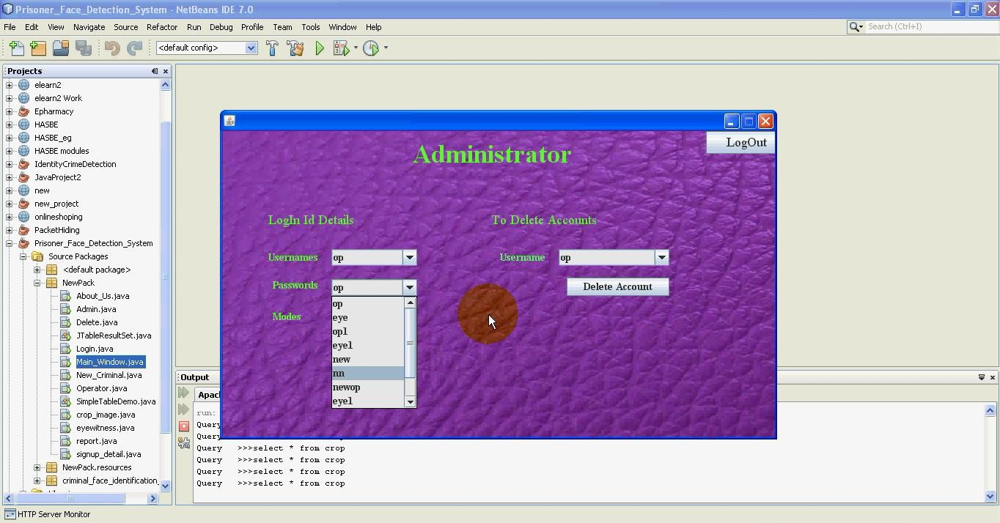 Prisoner_Face_Detection_System - NetBeans IDE 7.0
File Edit View Navigate Source Refactor Run Debug Profile Team Tools Window Help
Search (Ctrl+I)
<default config>
Projects
elearn2
elearn2 Work
Epharmacy
HASBE
HASBE_eg
HASBE modules
IdentityCrimeDetection
JavaProject2
new
new_project
onlineshoping
PacketHiding
Prisoner_Face_Detection_System
Source Packages
<default package>
NewPack
About_Us.java
Admin.java
Delete.java
JTableResultSet.java
Login.java
Main_Window.java
New_Criminal.java
Operator.java
SimpleTableDemo.java
crop_image.java
eyewitness.java
report.java
signup_detail.java
NewPack.resources
criminal_face_identification_
LogOut
Administrator
LogIn Id Details
To Delete Accounts
Usernames op
Username op
Passwords op
Delete Account
Modes
op
eye
op1
eye1
new
nn
newop
eye1
Output
Apac
run:
Query
Query
Query >>>select * from crop
Query >>>select * from crop
Query >>>select * from crop
Query >>>select * from crop
HTTP Server Monitor